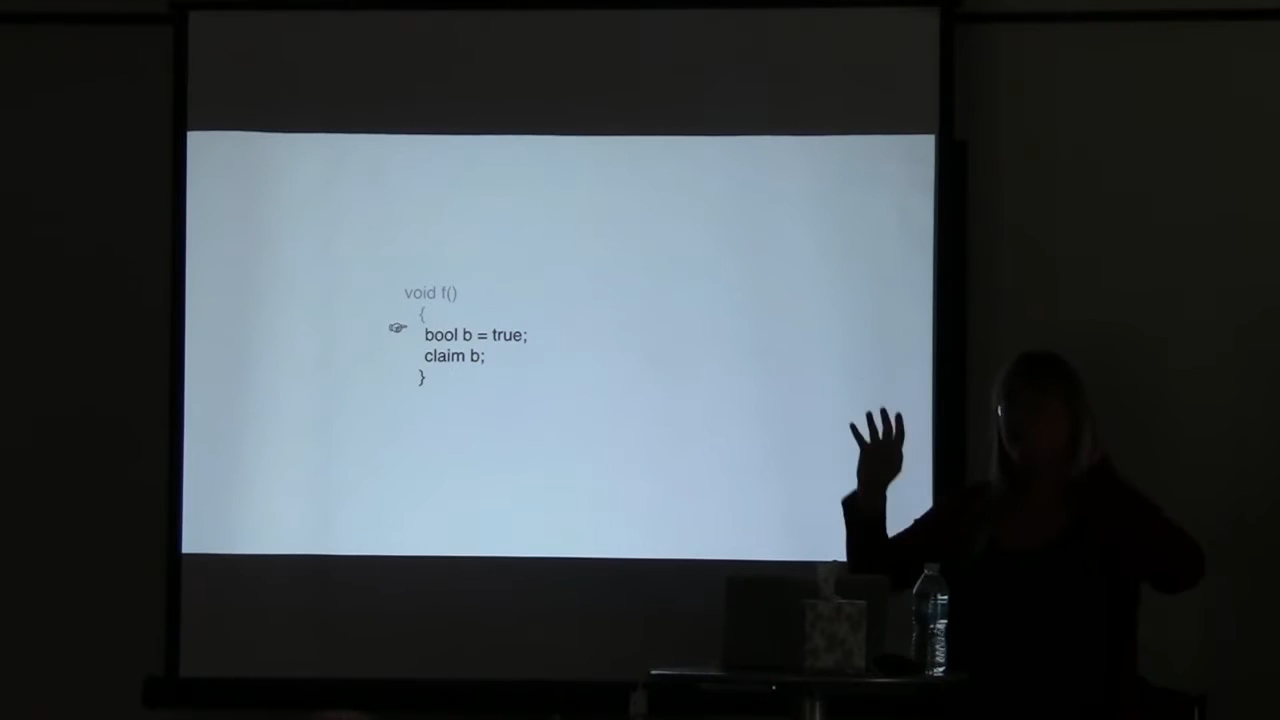 void f()
{
☞ bool b = true;
claim b;
}